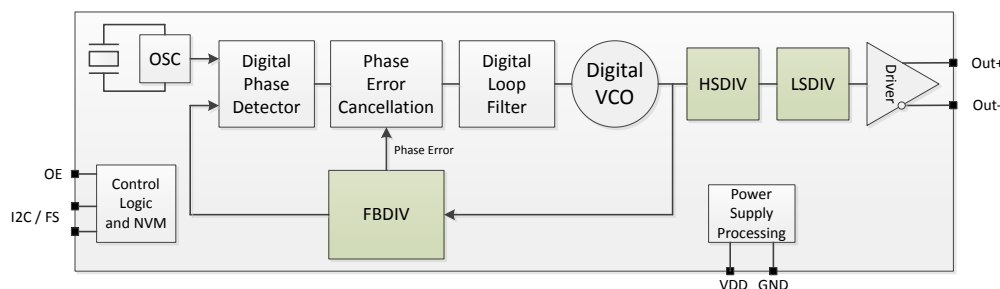 OSC
Digital
Phase
Detector
Phase
Error
Cancellation
Digital
Loop
Filter
Digital
VCO
HSDIV
LSDIV
Driver
Out+
Out-
Phase Error
FBDIV
OE
I2C / FS
Control
Logic
and NVM
Power
Supply
Processing
VDD GND